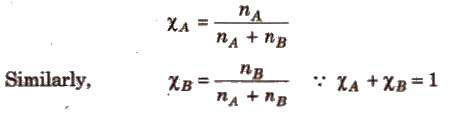 χ_A = n_A / (n_A + n_B)
Similarly, χ_B = n_B / (n_A + n_B) ∵ χ_A + χ_B = 1